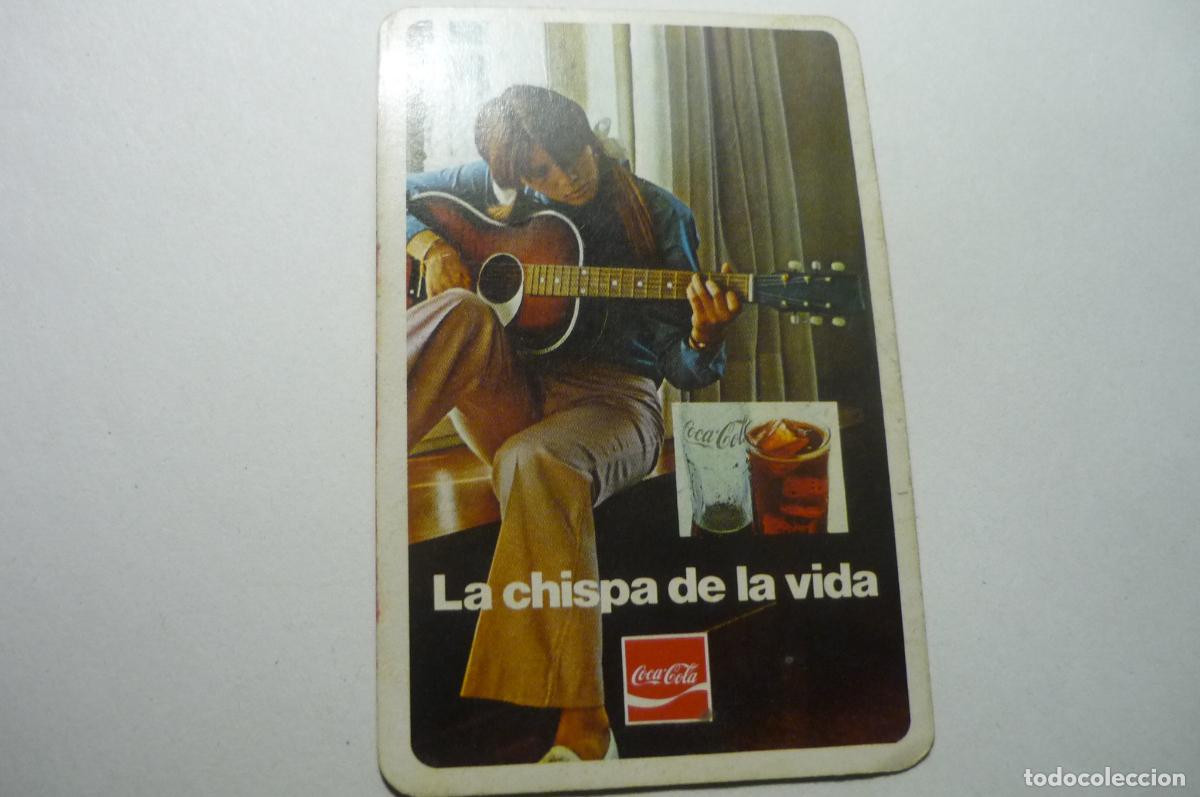 Coca-Cola
La chispa de la vida
Coca-Cola
todocoleccion